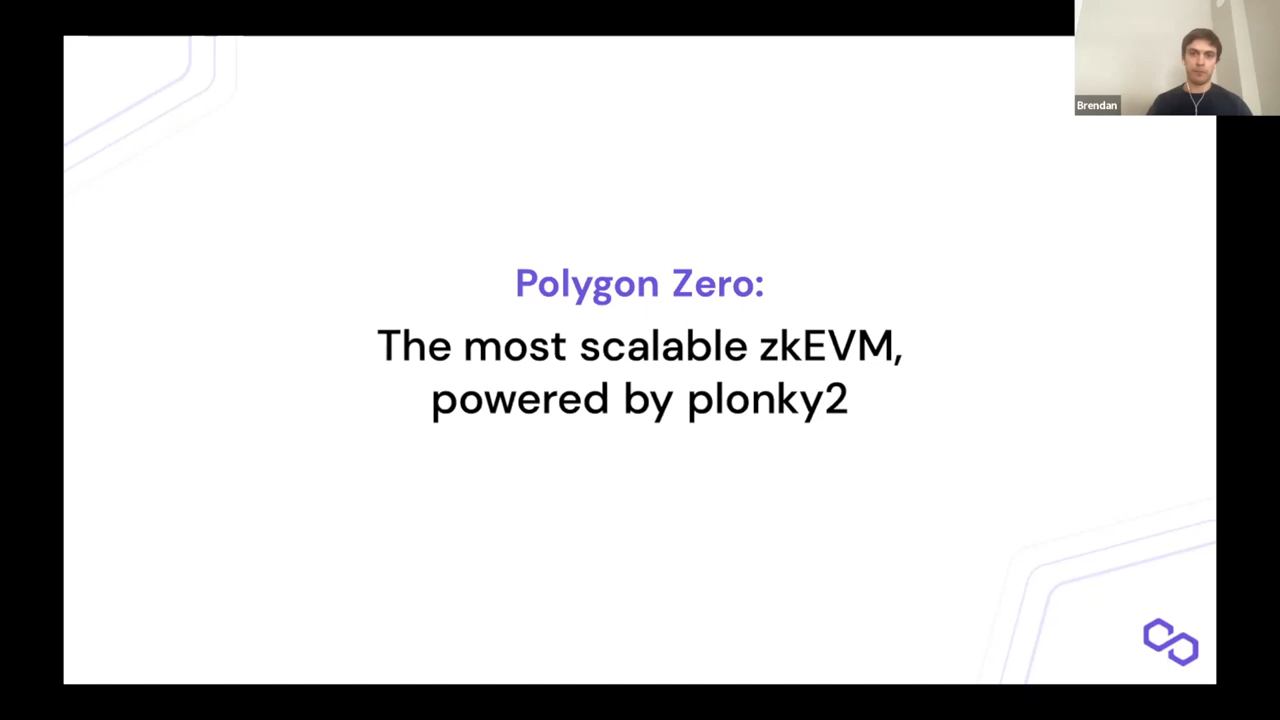 Brendan
Polygon Zero:
The most scalable zkEVM,
powered by plonky2